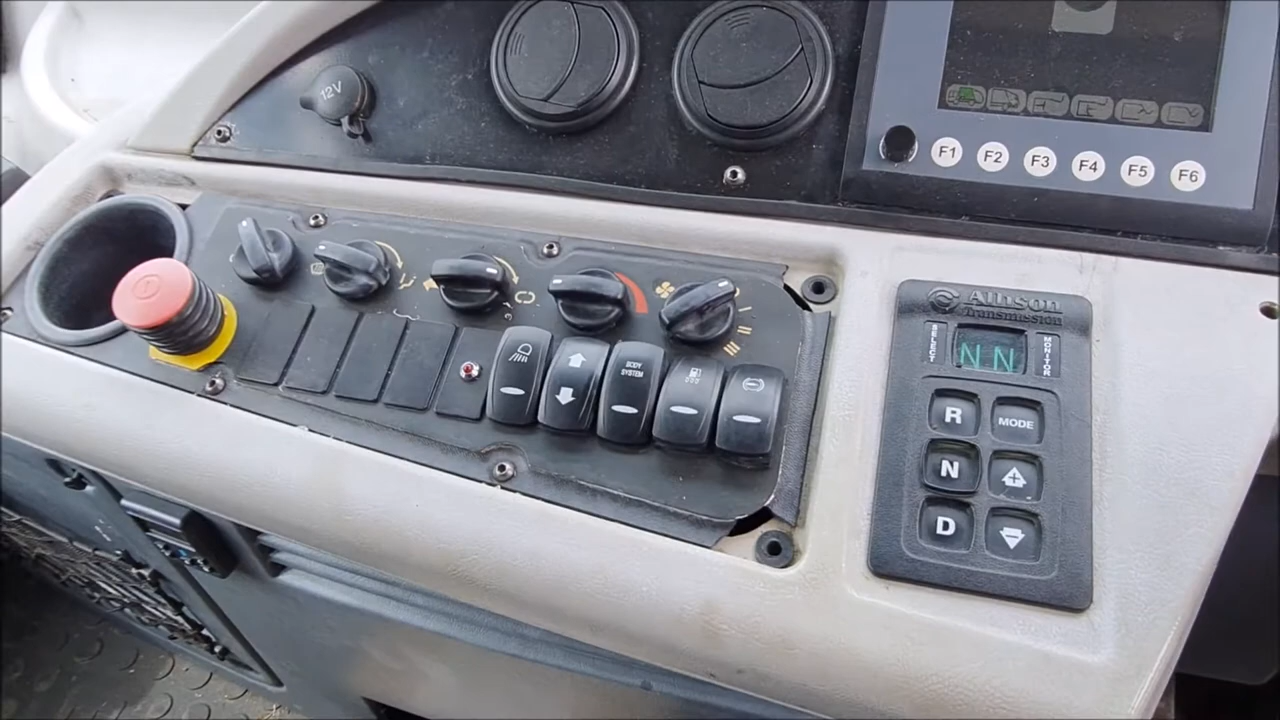 12V
F1 F2 F3 F4 F5 F6
BODY
SYSTEM
Allison
Transmission
SELECT
N N
MONITOR
R
MODE
N
D